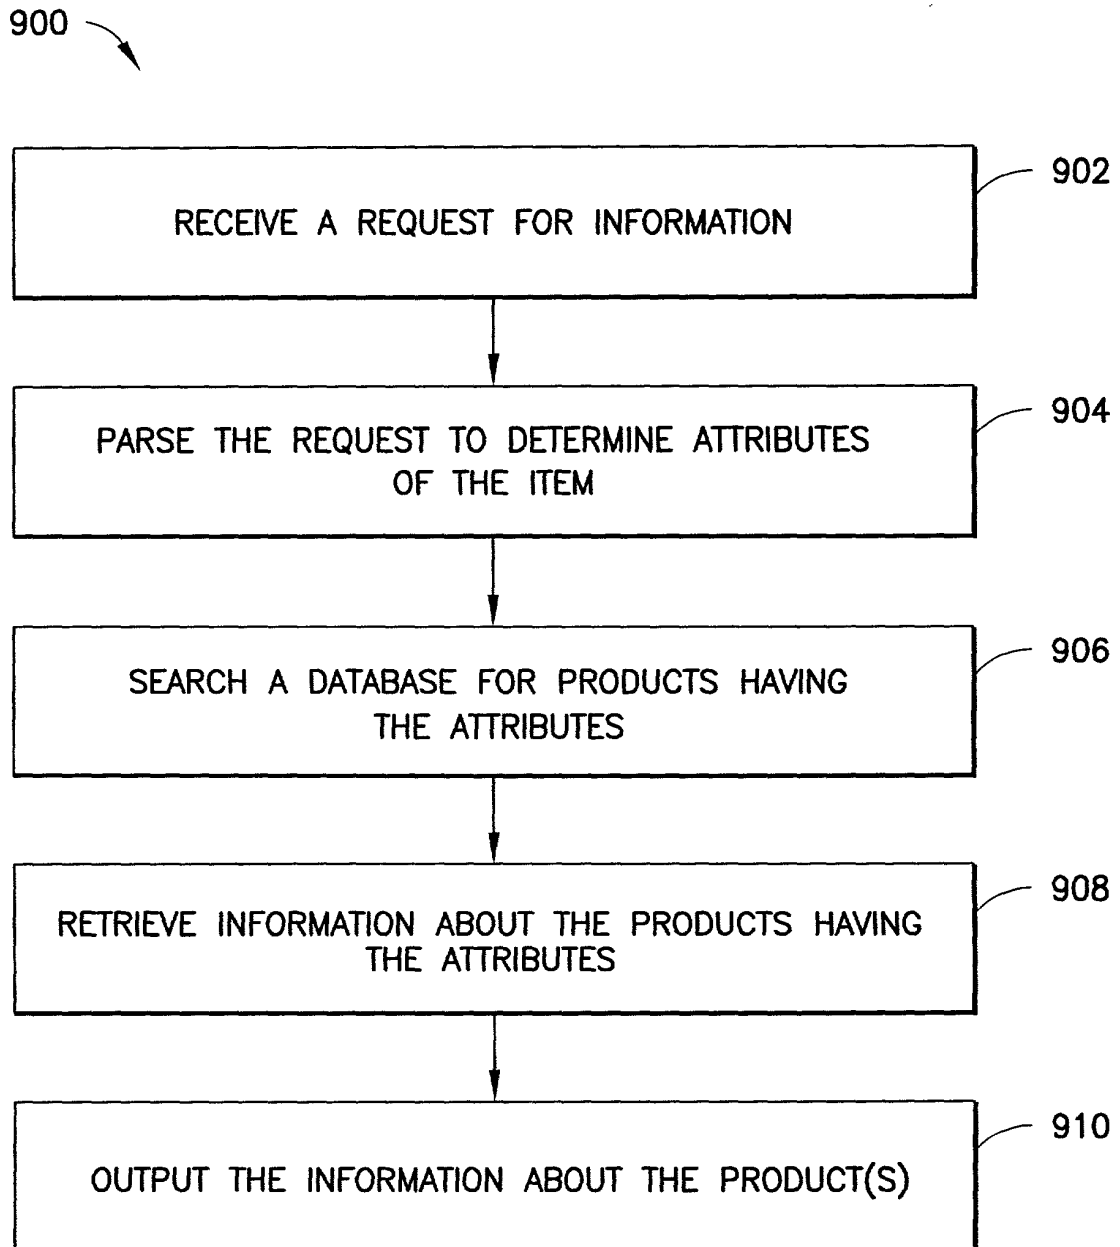 900
902
RECEIVE A REQUEST FOR INFORMATION
904
PARSE THE REQUEST TO DETERMINE ATTRIBUTES
OF THE ITEM
906
SEARCH A DATABASE FOR PRODUCTS HAVING
THE ATTRIBUTES
908
RETRIEVE INFORMATION ABOUT THE PRODUCTS HAVING
THE ATTRIBUTES
910
OUTPUT THE INFORMATION ABOUT THE PRODUCT(S)